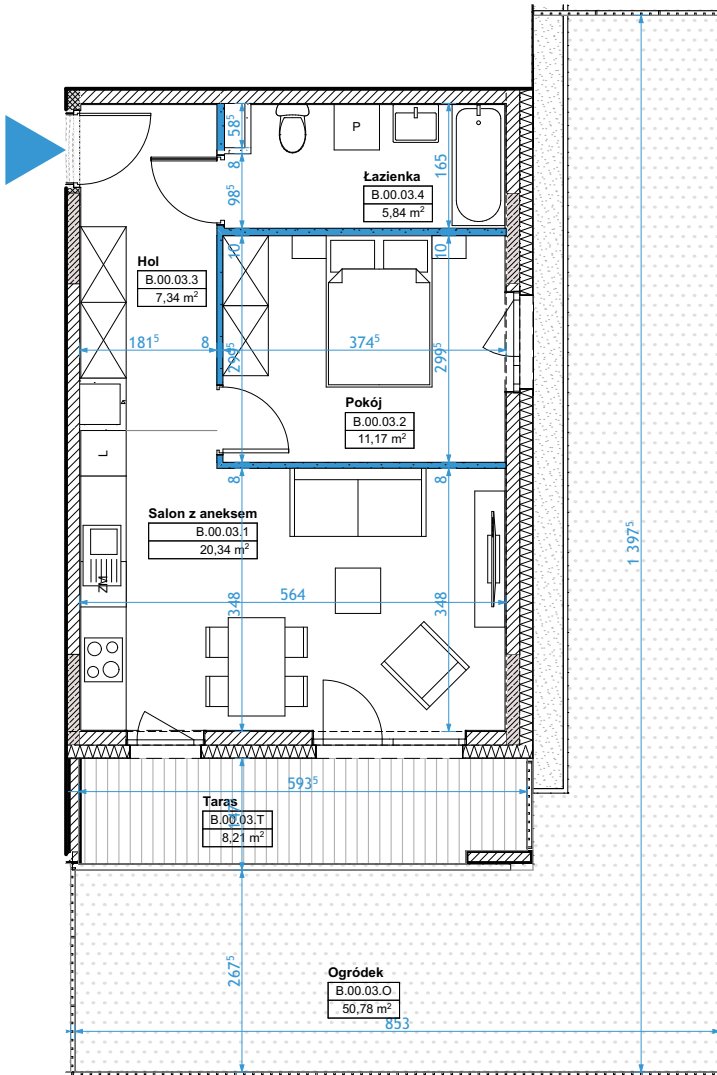 58⁵
P
8
98⁵
165
Łazienka
B.00.03.4
5,84 m²
10
10
Hol
B.00.03.3
7,34 m²
181⁵
8
299⁵
374⁵
299⁵
Pokój
B.00.03.2
11,17 m²
L
8
8
Salon z aneksem
B.00.03.1
20,34 m²
1 397⁵
ZM
564
348
348
593⁵
Taras
B.00.03.T
8,21 m²
267⁵
Ogródek
B.00.03.O
50,78 m²
853